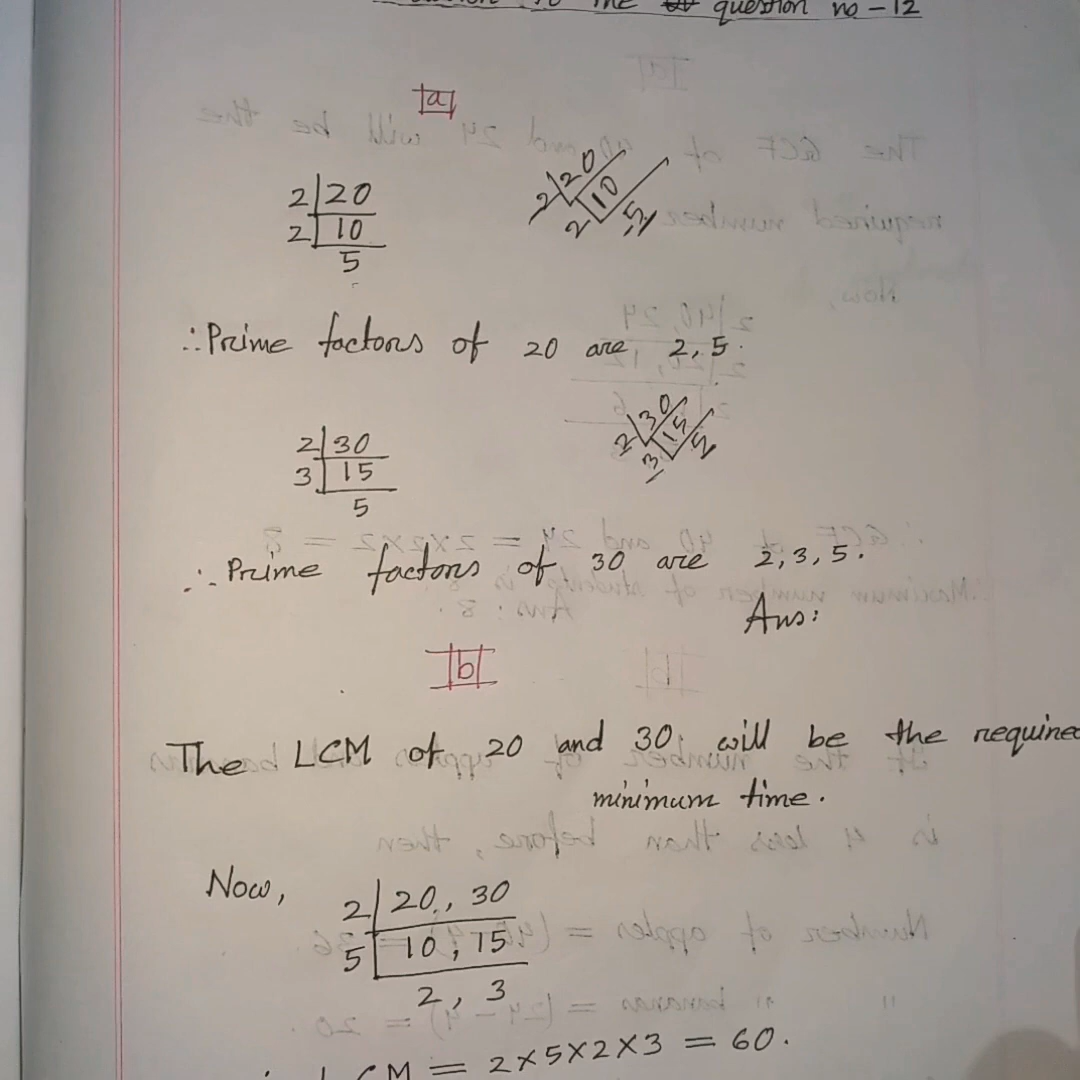 the question no - 12
a
2 20
2 10
5
2 20
2 10
5
∴ Prime factors of 20 are 2, 5.
2 30
3 15
5
2 30
3 15
5
∴ Prime factors of 30 are 2, 3, 5.
Ans:
b
The LCM of 20 and 30 will be the require
minimum time.
Now,
2 20, 30
5 10, 15
2, 3
LCM = 2×5×2×3 = 60.